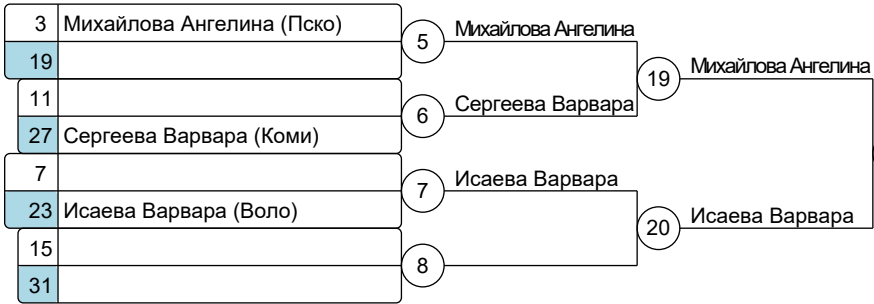 3 Михайлова Ангелина (Пско)
19
11
27 Сергеева Варвара (Коми)
7
23 Исаева Варвара (Воло)
15
31
5 Михайлова Ангелина
6 Сергеева Варвара
7 Исаева Варвара
8
19 Михайлова Ангелина
20 Исаева Варвара